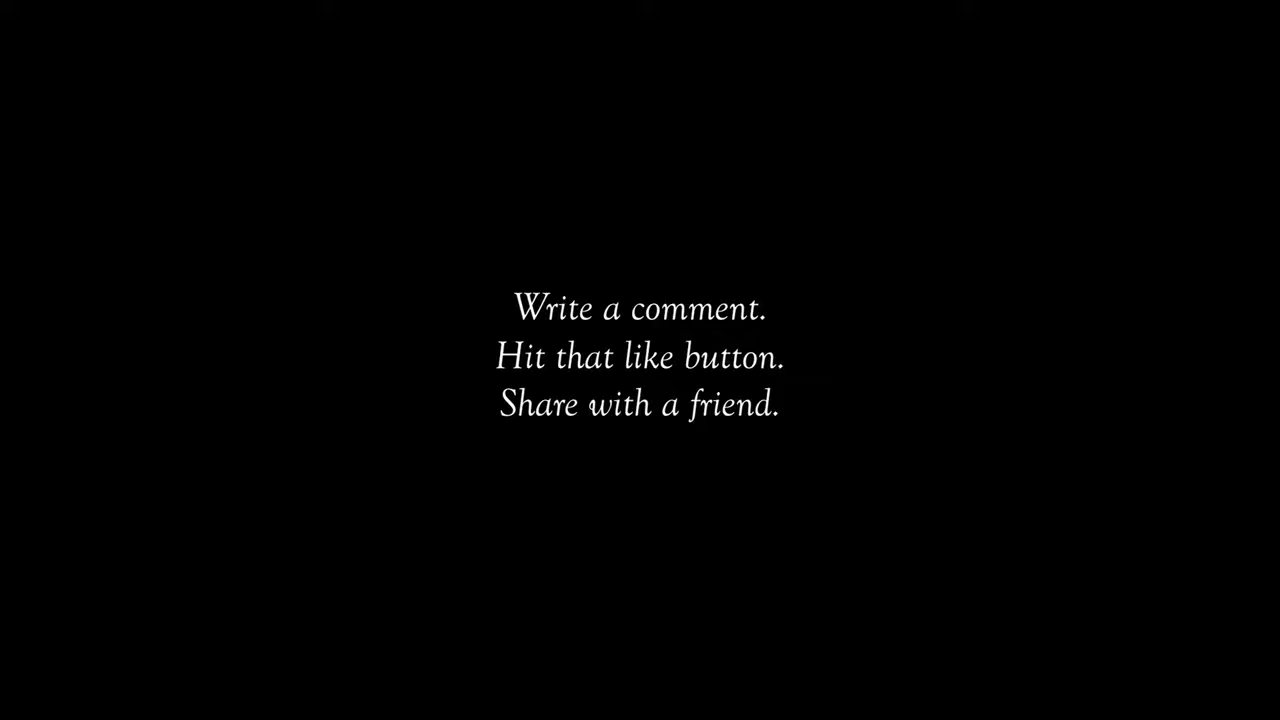 Write a comment.
Hit that like button.
Share with a friend.